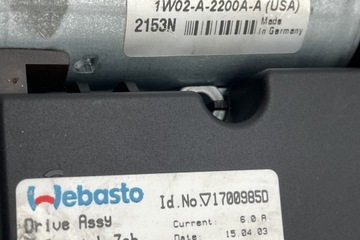 1W02-A-2200A-A (USA)
2153N Made in Germany
Webasto Id.No.▽1700985D
Drive Assy Current: 6.0 A
15.04.03